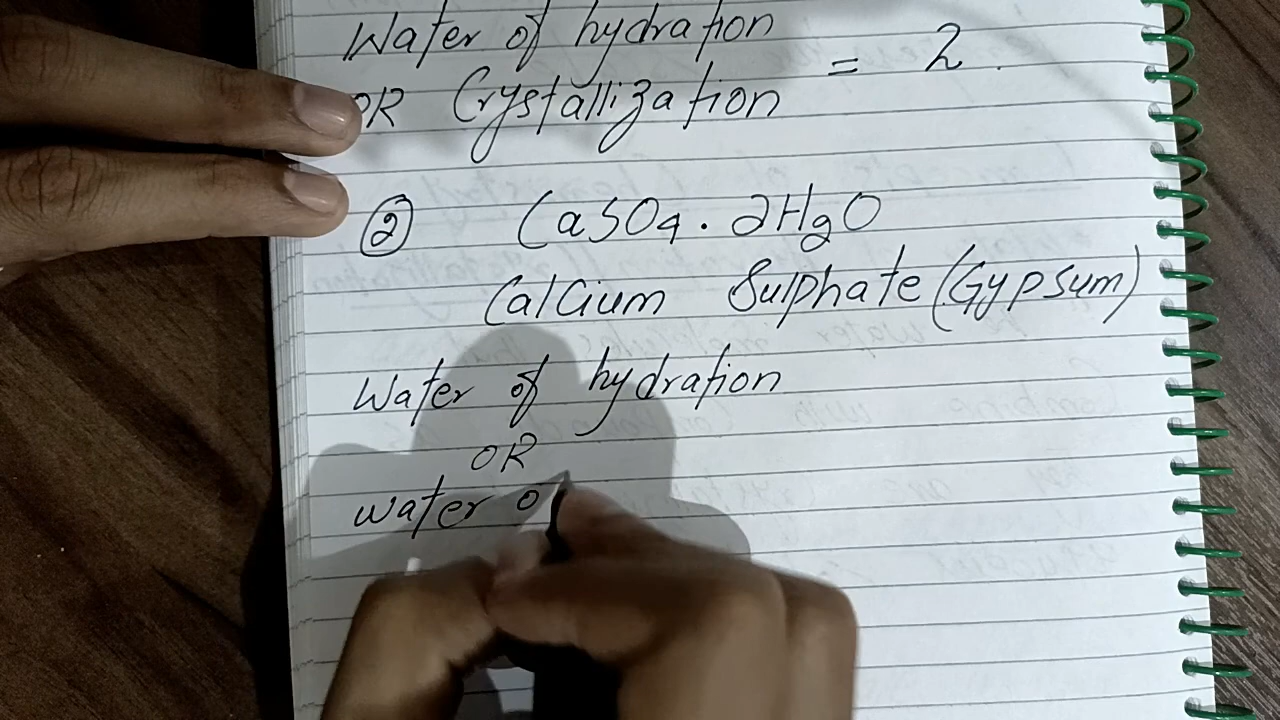 Water of hydration
OR Crystallization = 2.
② CaSO4. 2H2O
Calcium Sulphate (Gypsum)
Water of hydration
OR
water o